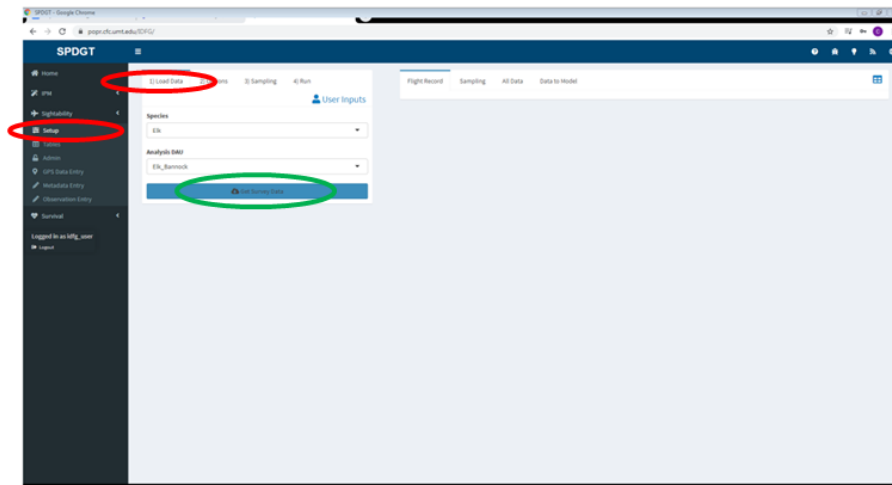 SPDGT - Google Chrome
popr.cfc.umt.edu/IDFG/
SPDGT
Home
IPM
Sightability
Setup
Tables
Admin
GPS Data Entry
Metadata Entry
Observation Entry
Survival
Logged in as idfg_user
Logout
1) Load Data
3) Sampling
4) Run
User Inputs
Species
Elk
Analysis DAU
Elk_Bannock
Get Survey Data
Flight Record
Sampling
All Data
Data to Model